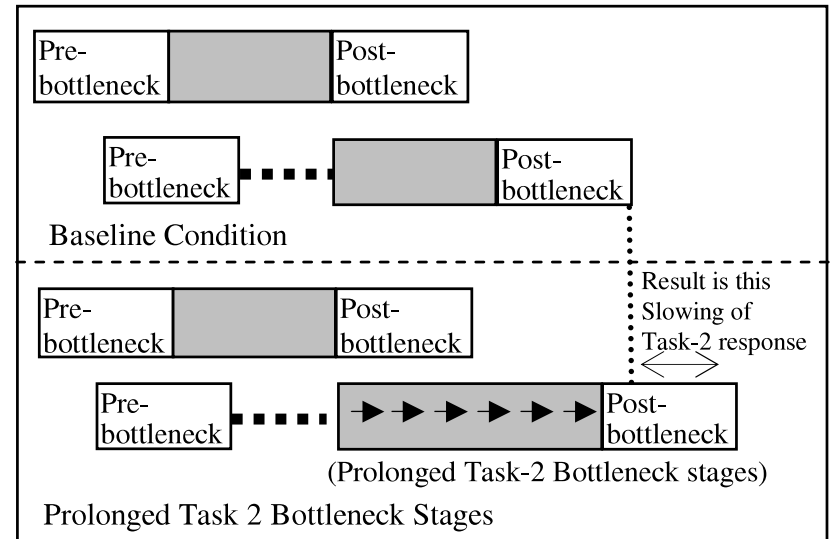 Pre-
bottleneck
Post-
bottleneck
Pre-
bottleneck
Post-
bottleneck
Baseline Condition
Result is this
Slowing of
Task-2 response
Pre-
bottleneck
Post-
bottleneck
Pre-
bottleneck
Post-
bottleneck
(Prolonged Task-2 Bottleneck stages)
Prolonged Task 2 Bottleneck Stages